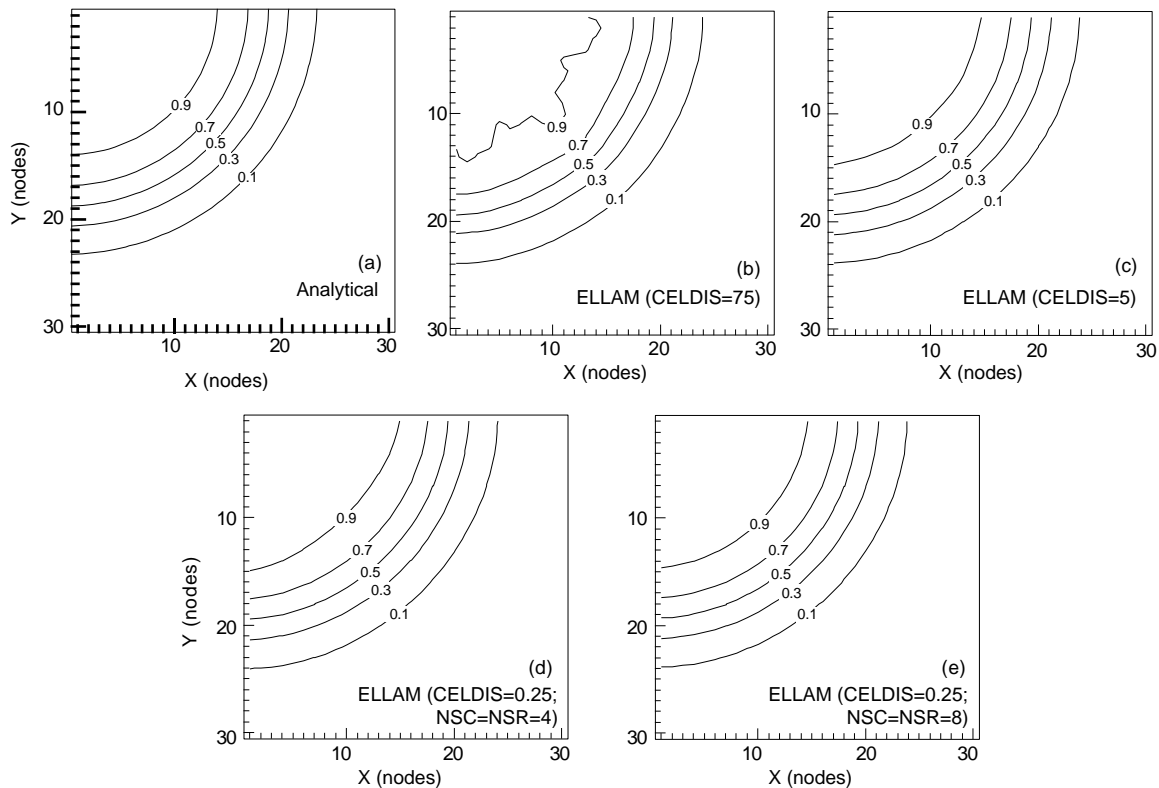 10
20
30
Y (nodes)
0.9
0.7
0.5
0.3
0.1
(a)
Analytical
10
20
30
X (nodes)
10
20
30
0.9
0.7
0.5
0.3
0.1
(b)
ELLAM (CELDIS=75)
10
20
30
X (nodes)
10
20
30
0.9
0.7
0.5
0.3
0.1
(c)
ELLAM (CELDIS=5)
10
20
30
X (nodes)
10
20
30
Y (nodes)
0.9
0.7
0.5
0.3
0.1
(d)
ELLAM (CELDIS=0.25;
NSC=NSR=4)
10
20
30
X (nodes)
10
20
30
0.9
0.7
0.5
0.3
0.1
(e)
ELLAM (CELDIS=0.25;
NSC=NSR=8)
10
20
30
X (nodes)